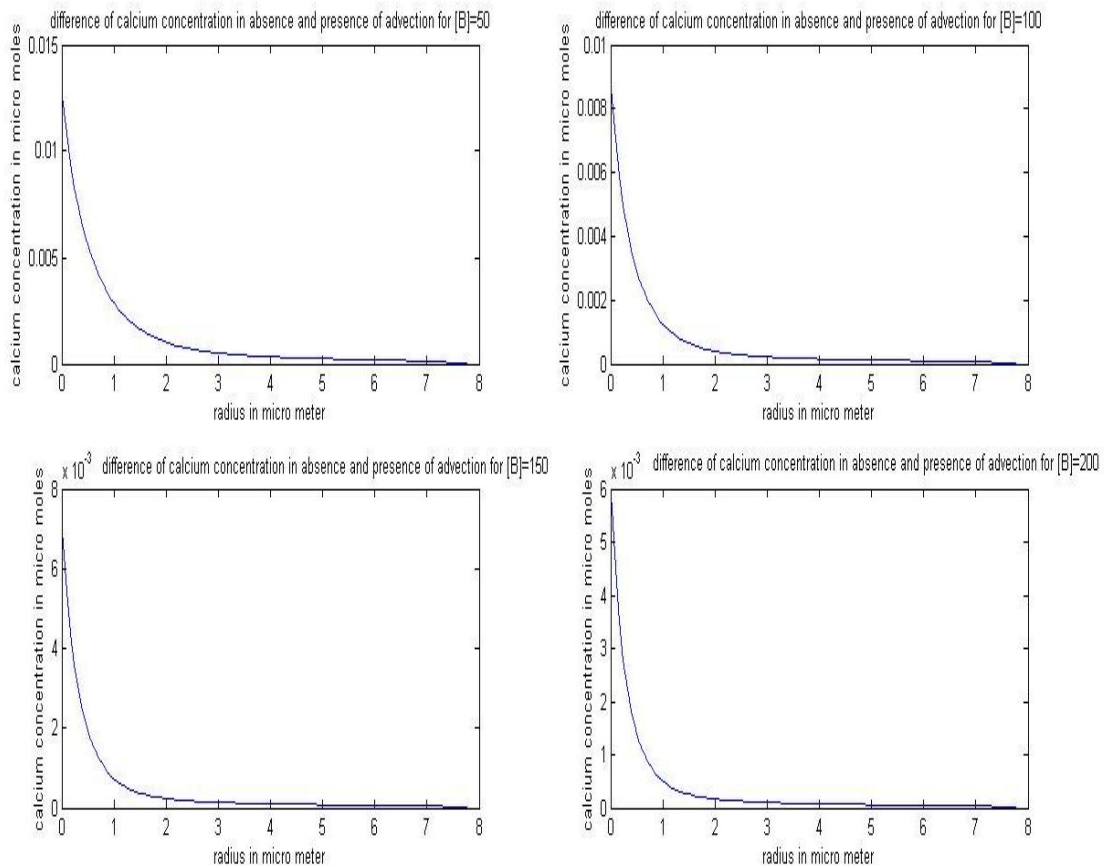 difference of calcium concentration in absence and presence of advection for [B]=50
calcium concentration in micro moles
0.015
0.01
0.005
0
0 1 2 3 4 5 6 7 8
radius in micro meter
difference of calcium concentration in absence and presence of advection for [B]=100
calcium concentration in micro moles
0.01
0.008
0.006
0.004
0.002
0
0 1 2 3 4 5 6 7 8
radius in micro meter
difference of calcium concentration in absence and presence of advection for [B]=150
x 10^-3
calcium concentration in micro moles
8
6
4
2
0
0 1 2 3 4 5 6 7 8
radius in micro meter
difference of calcium concentration in absence and presence of advection for [B]=200
x 10^-3
calcium concentration in micro moles
6
5
4
3
2
1
0
0 1 2 3 4 5 6 7 8
radius in micro meter